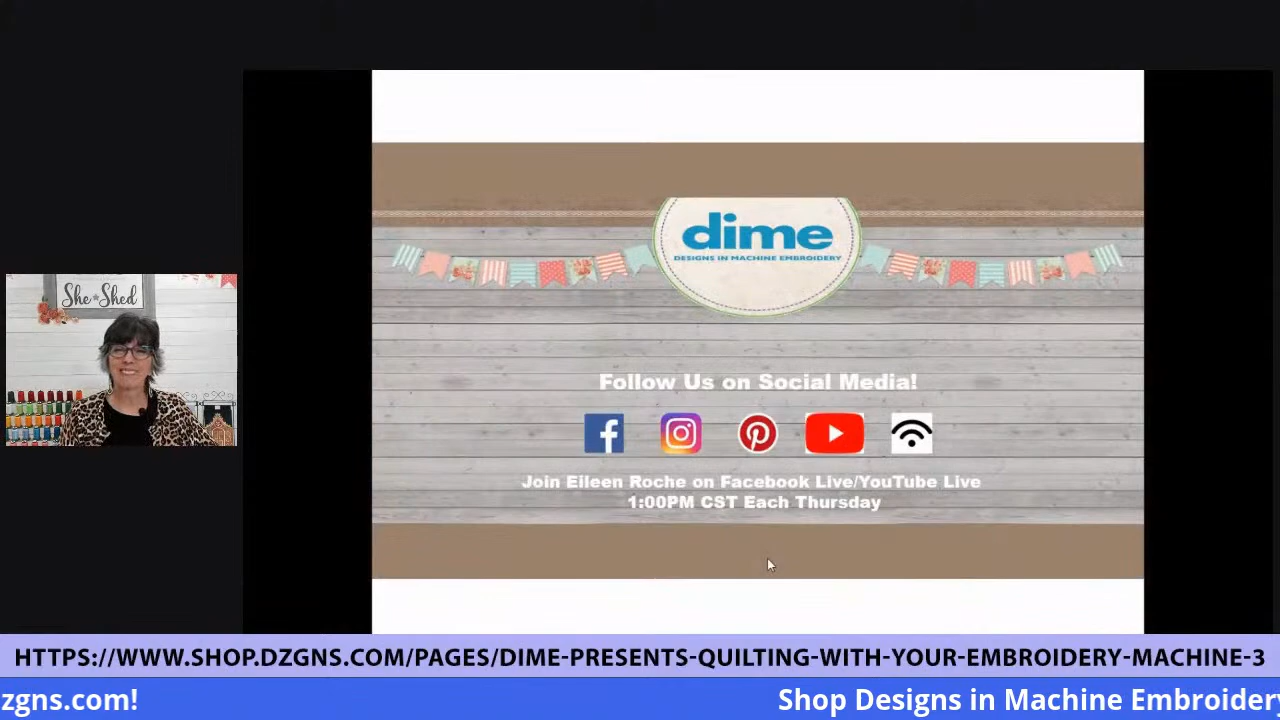 She Shed
dime
DESIGNS IN MACHINE EMBROIDERY
Follow Us on Social Media!
Join Eileen Roche on Facebook Live/YouTube Live
1:00PM CST Each Thursday
HTTPS://WWW.SHOP.DZGNS.COM/PAGES/DIME-PRESENTS-QUILTING-WITH-YOUR-EMBROIDERY-MACHINE-3
zgns.com! Shop Designs in Machine Embroidery